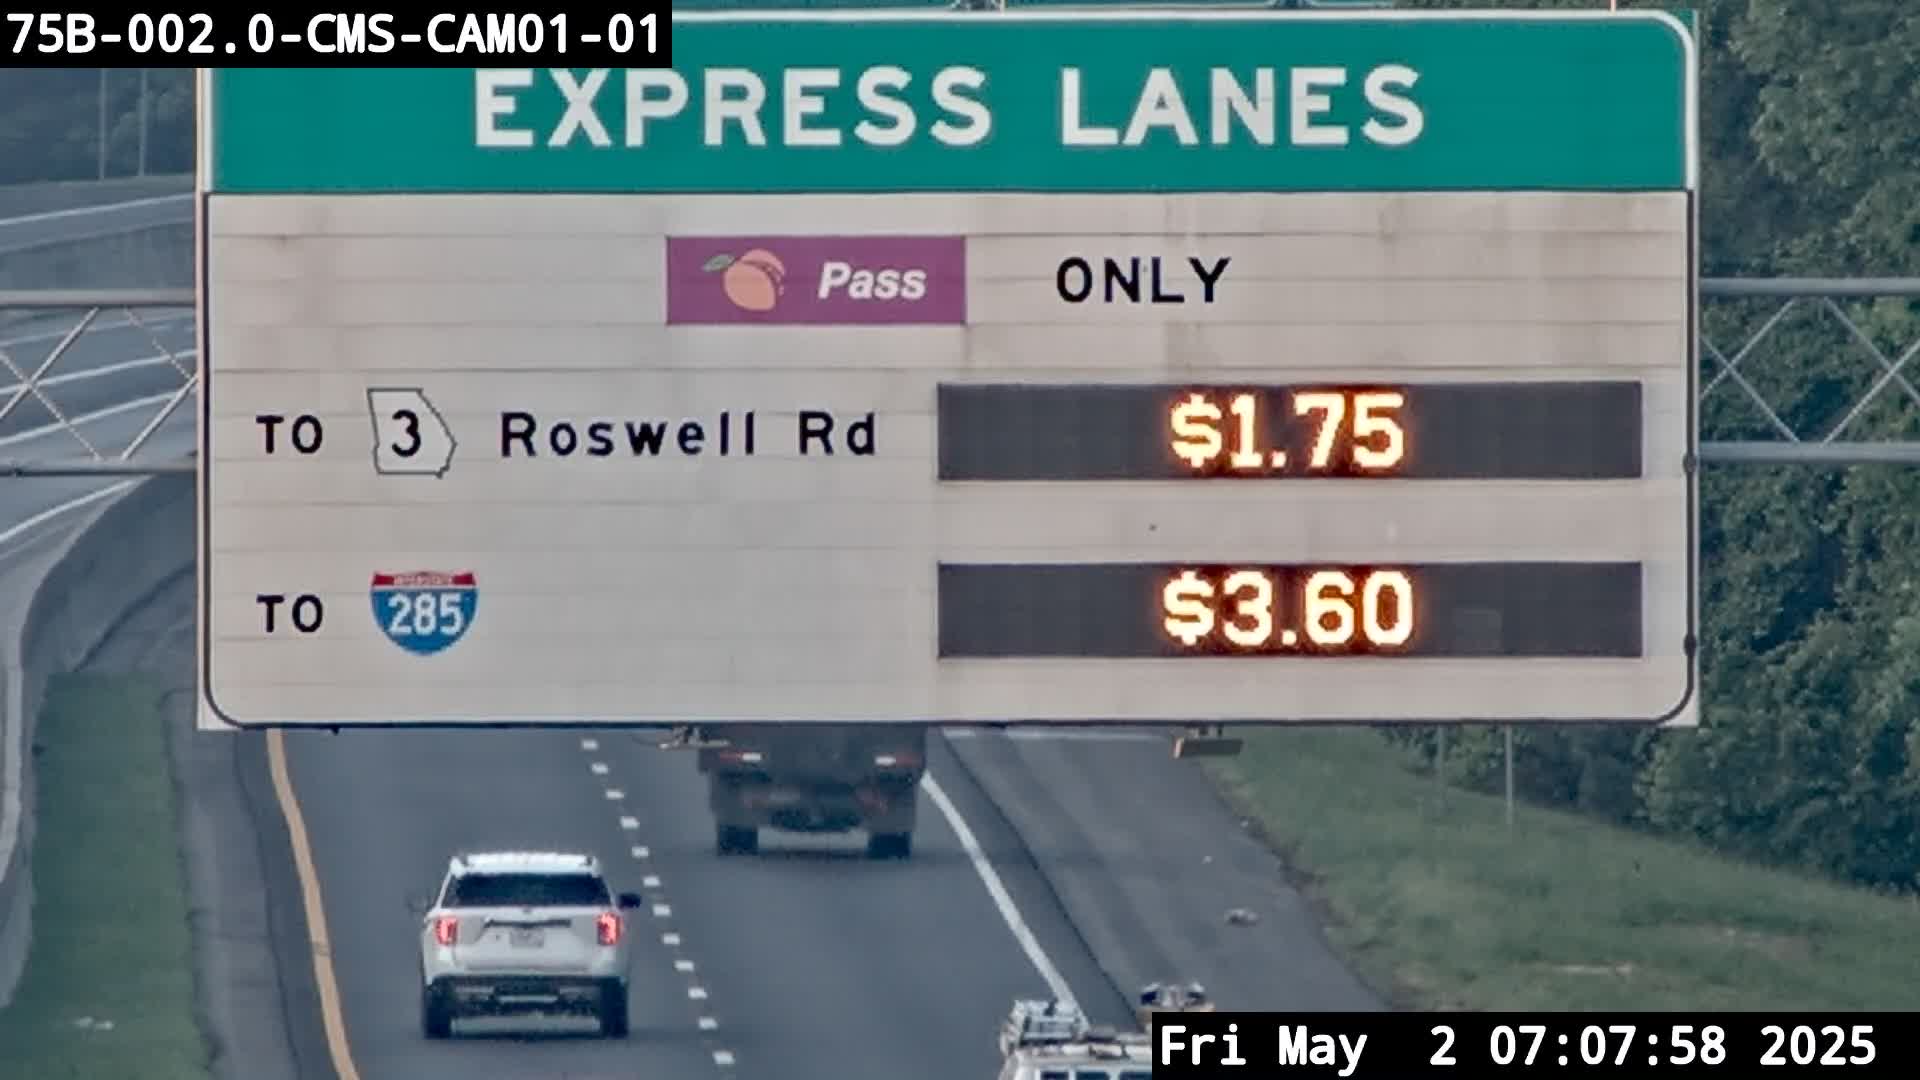 75B-002.0-CMS-CAM01-01
EXPRESS LANES
Pass ONLY
TO 3 Roswell Rd $1.75
INTERSTATE
TO 285 $3.60
Fri May 2 07:07:58 2025